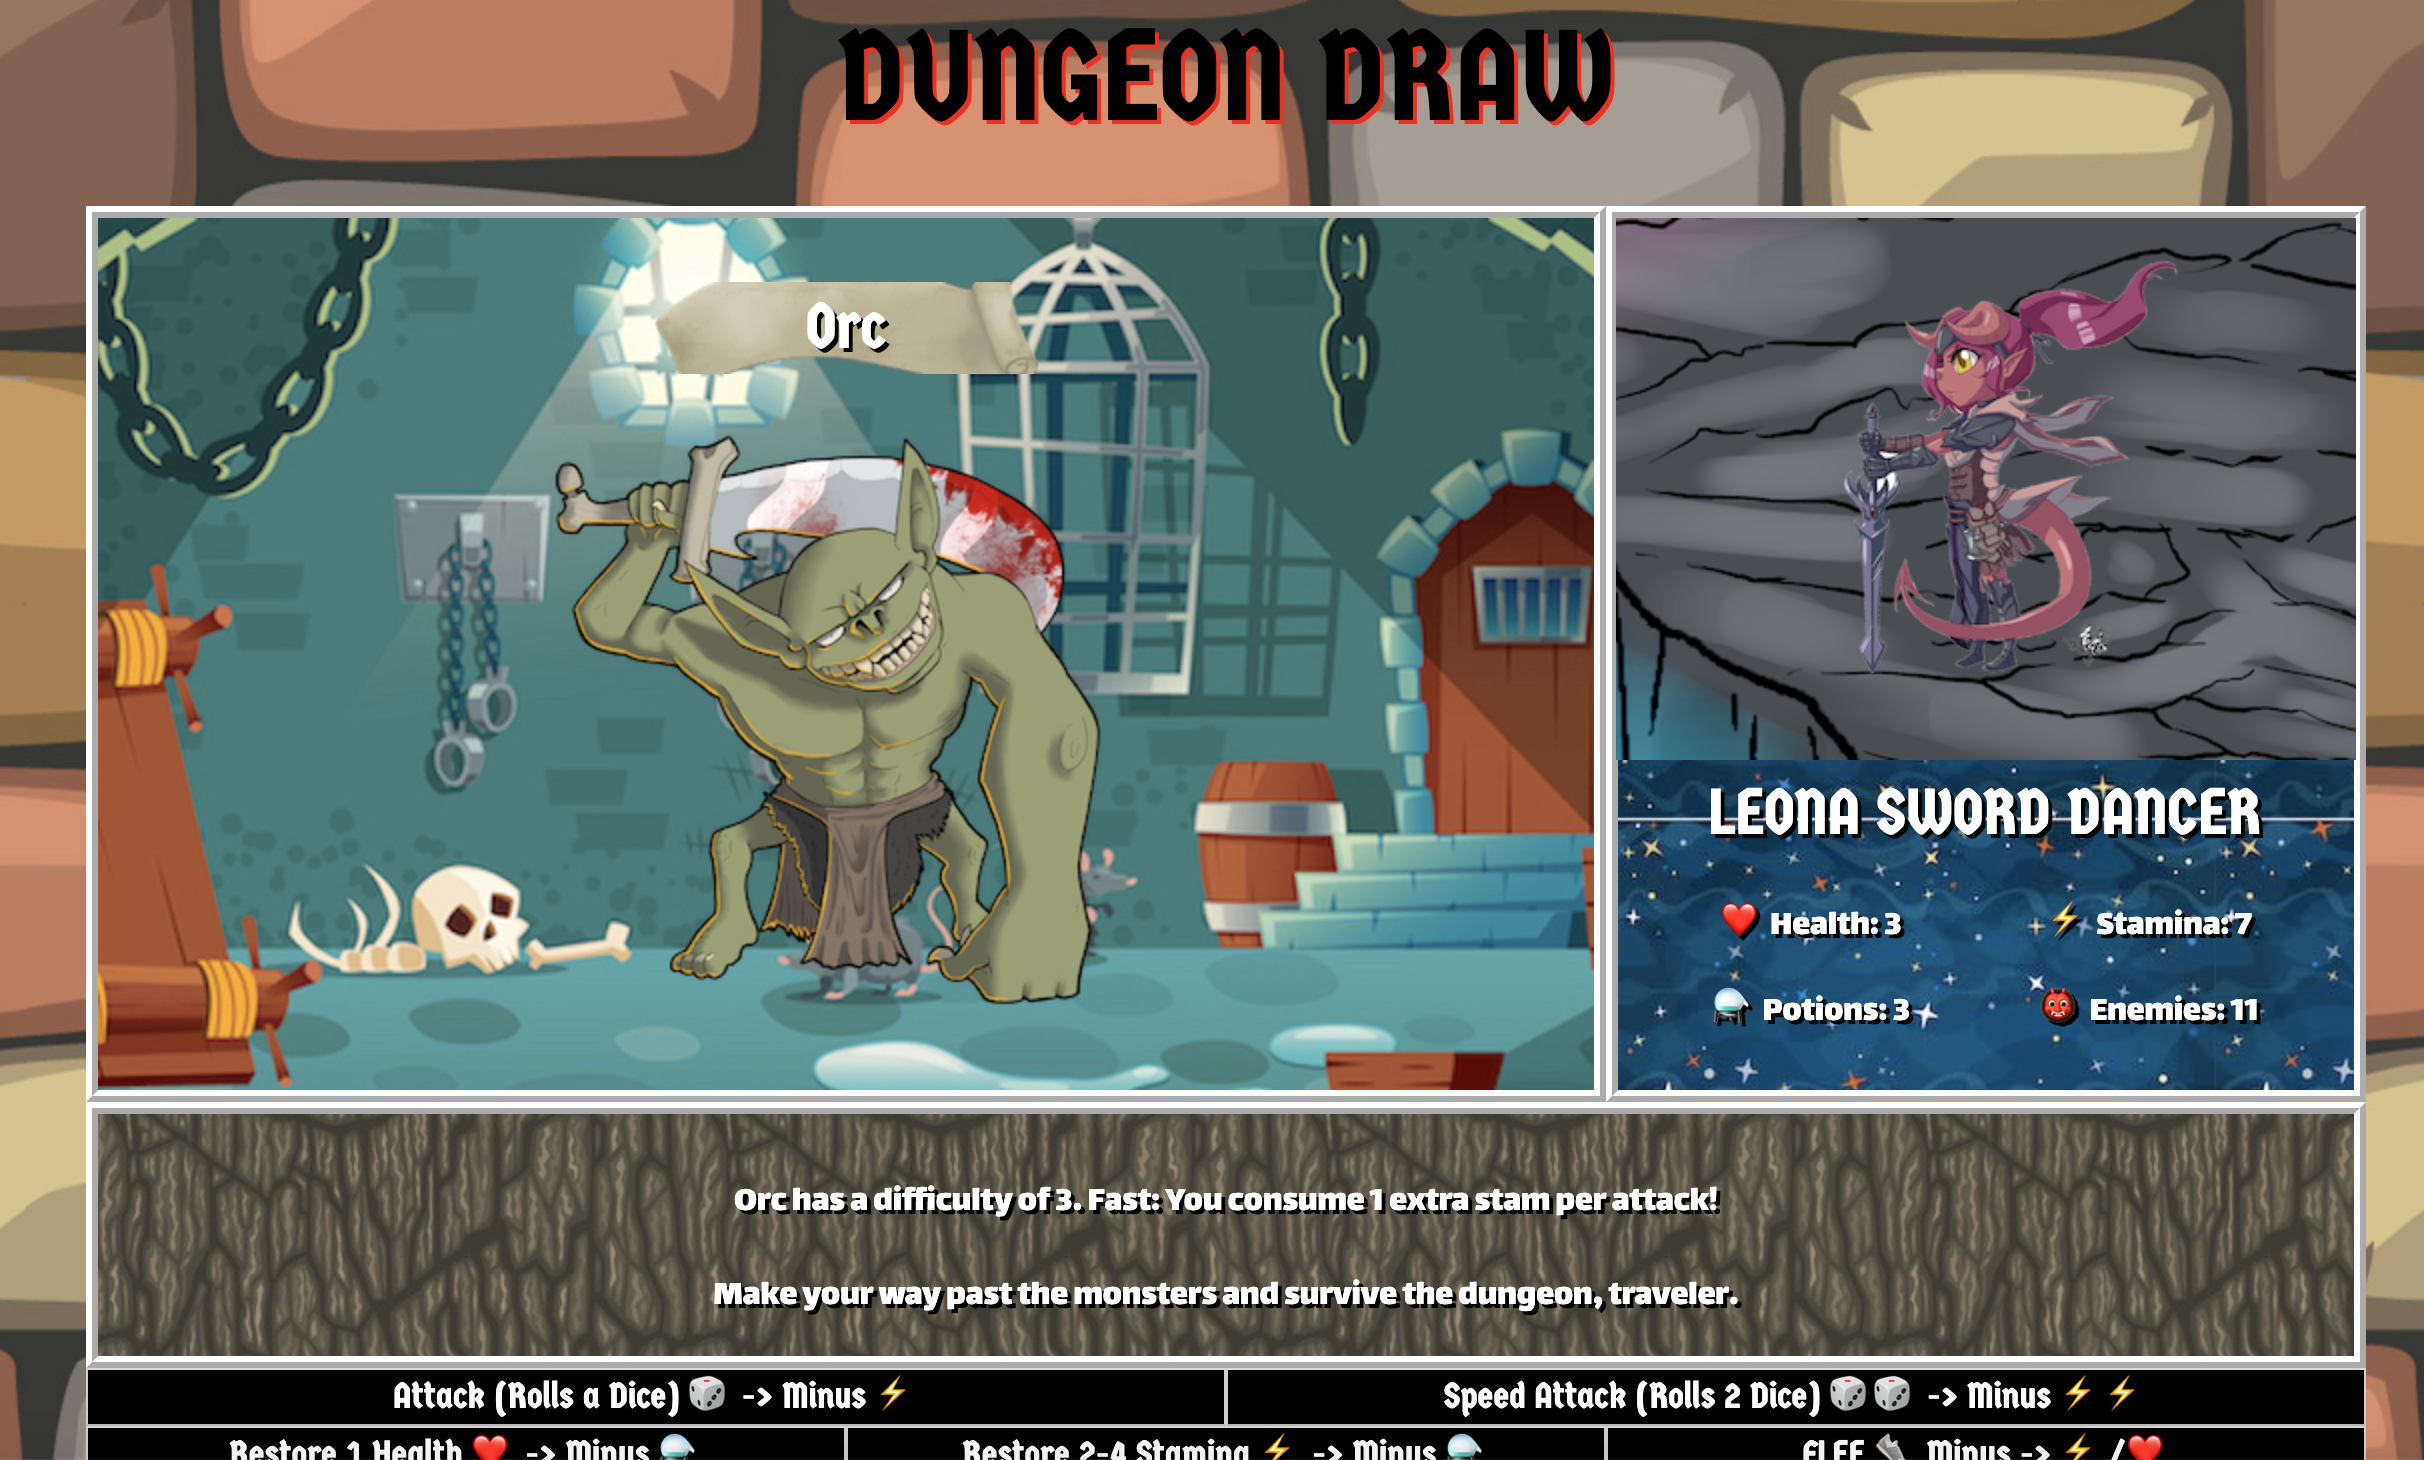 DUNGEON DRAW
Orc
LEONA SWORD DANCER
❤️ Health: 3
⚡ Stamina: 7
🔮 Potions: 3
👹 Enemies: 11
Orc has a difficulty of 3. Fast: You consume 1 extra stam per attack!
Make your way past the monsters and survive the dungeon, traveler.
Attack (Rolls a Dice) 🎲 -> Minus ⚡
Speed Attack (Rolls 2 Dice) 🎲🎲 -> Minus ⚡ ⚡
Restore 1 Health ❤️ -> Minus 🔮
Restore 2-4 Stamina ⚡ -> Minus 🔮
FLEE 👟 Minus -> ⚡ /❤️